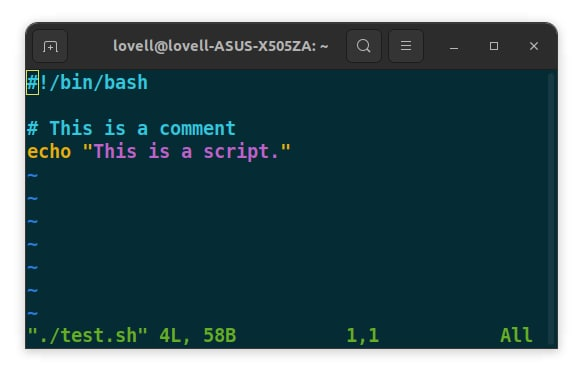 lovell@lovell-ASUS-X505ZA: ~
#!/bin/bash
# This is a comment
echo "This is a script."
~
~
~
~
~
~
~
"./test.sh" 4L, 58B 1,1 All